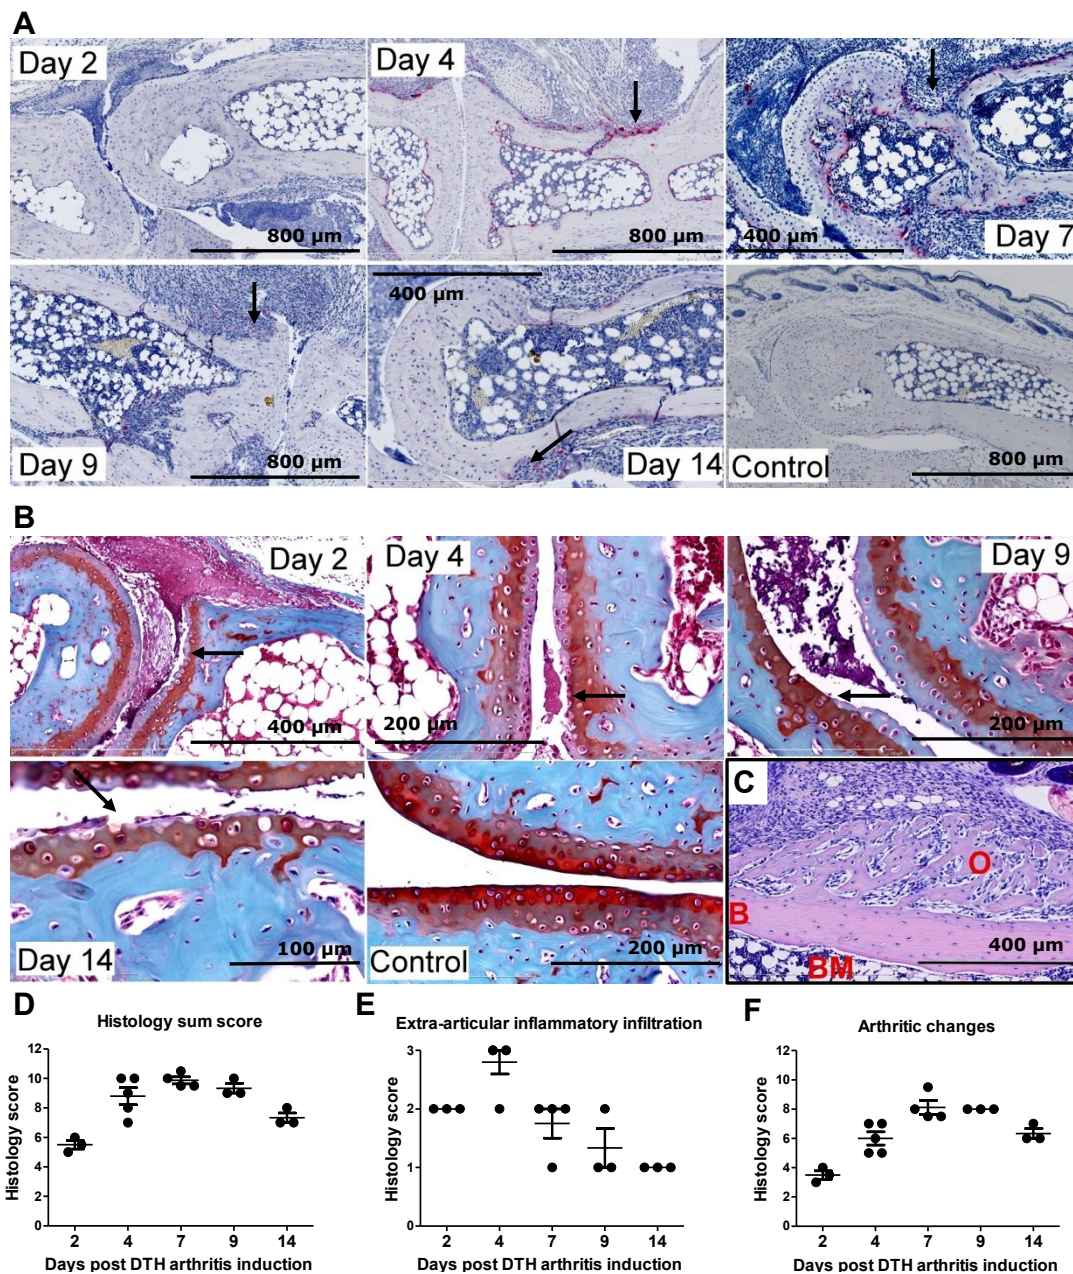 A
Day 2
800 µm
Day 4
800 µm
400 µm
Day 7
Day 9
800 µm
400 µm
Day 14
Control
800 µm
B
Day 2
400 µm
Day 4
200 µm
Day 9
200 µm
Day 14
100 µm
Control
200 µm
C
O
B
BM
400 µm
D
Histology sum score
Histology score
12
10
8
6
4
2
0
2 4 7 9 14
Days post DTH arthritis induction
E
Extra-articular inflammatory infiltration
Histology score
3
2
1
0
2 4 7 9 14
Days post DTH arthritis induction
F
Arthritic changes
Histology score
12
10
8
6
4
2
0
2 4 7 9 14
Days post DTH arthritis induction